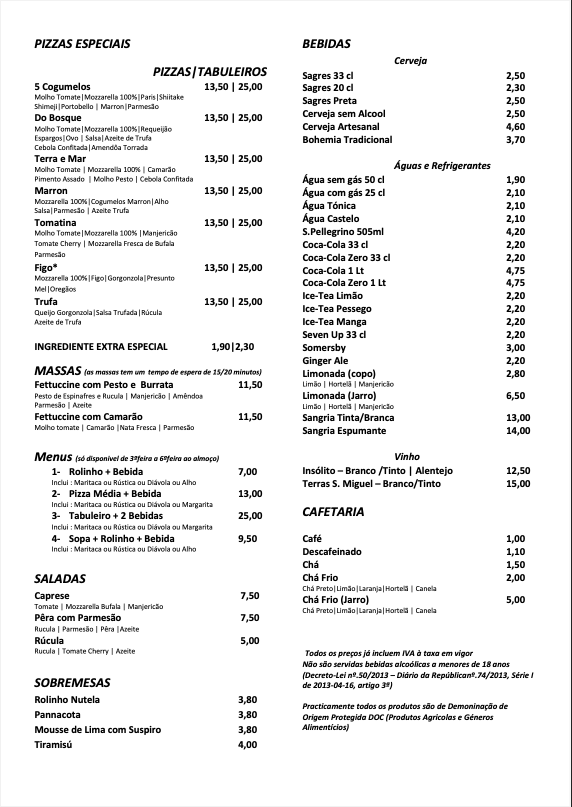 PIZZAS ESPECIAIS
PIZZAS|TABULEIROS
5 Cogumelos 13,50 | 25,00
Molho Tomate|Mozzarella 100%|Paris|Shiitake
Shimeji|Portobello | Marron|Parmesão
Do Bosque 13,50 | 25,00
Molho Tomate|Mozzarella 100%|Requeijão
Espargos|Ovo | Salsa|Azeite de Trufa
Cebola Confitada|Amendôa Torrada
Terra e Mar 13,50 | 25,00
Molho Tomate | Mozzarella 100% | Camarão
Pimento Assado | Molho Pesto | Cebola Confitada
Marron 13,50 | 25,00
Mozzarella 100%|Cogumelos Marron|Alho
Salsa|Parmesão | Azeite Trufa
Tomatina 13,50 | 25,00
Molho Tomate|Mozzarella 100% |Manjericão
Tomate Cherry | Mozzarella Fresca de Bufala
Parmesão
Figo* 13,50 | 25,00
Mozzarella 100%|Figo|Gorgonzola|Presunto
Mel|Oregãos
Trufa 13,50 | 25,00
Queijo Gorgonzola|Salsa Trufada|Rúcula
Azeite de Trufa
INGREDIENTE EXTRA ESPECIAL 1,90|2,30
MASSAS (as massas tem um tempo de espera de 15/20 minutos)
Fettuccine com Pesto e Burrata 11,50
Pesto de Espinafres e Rucula | Manjericão | Amêndoa
Parmesão | Azeite
Fettuccine com Camarão 11,50
Molho tomate | Camarão |Nata Fresca | Parmesão
Menus (só disponivel de 3ªfeira a 6ªfeira ao almoço)
1- Rolinho + Bebida 7,00
Inclui : Maritaca ou Rústica ou Diávola ou Alho
2- Pizza Média + Bebida 13,00
Inclui : Maritaca ou Rústica ou Diávola ou Margarita
3- Tabuleiro + 2 Bebidas 25,00
Inclui : Maritaca ou Rústica ou Diávola ou Margarita
4- Sopa + Rolinho + Bebida 9,50
Inclui : Maritaca ou Rústica ou Diávola ou Alho
SALADAS
Caprese 7,50
Tomate | Mozzarella Bufala | Manjericão
Pêra com Parmesão 7,50
Rucula | Parmesão | Pêra |Azeite
Rúcula 5,00
Rucula | Tomate Cherry | Azeite
SOBREMESAS
Rolinho Nutela 3,80
Pannacota 3,80
Mousse de Lima com Suspiro 3,80
Tiramisú 4,00
BEBIDAS
Cerveja
Sagres 33 cl 2,50
Sagres 20 cl 2,30
Sagres Preta 2,50
Cerveja sem Alcool 2,50
Cerveja Artesanal 4,60
Bohemia Tradicional 3,70
Águas e Refrigerantes
Água sem gás 50 cl 1,90
Água com gás 25 cl 2,10
Água Tónica 2,10
Água Castelo 2,10
S.Pellegrino 505ml 4,20
Coca-Cola 33 cl 2,20
Coca-Cola Zero 33 cl 2,20
Coca-Cola 1 Lt 4,75
Coca-Cola Zero 1 Lt 4,75
Ice-Tea Limão 2,20
Ice-Tea Pessego 2,20
Ice-Tea Manga 2,20
Seven Up 33 cl 2,20
Somersby 3,00
Ginger Ale 2,20
Limonada (copo) 2,80
Limão | Hortelã | Manjericão
Limonada (Jarro) 6,50
Limão | Hortelã | Manjericão
Sangria Tinta/Branca 13,00
Sangria Espumante 14,00
Vinho
Insólito – Branco /Tinto | Alentejo 12,50
Terras S. Miguel – Branco/Tinto 15,00
CAFETARIA
Café 1,00
Descafeinado 1,10
Chá 1,50
Chá Frio 2,00
Chá Preto|Limão|Laranja|Hortelã | Canela
Chá Frio (Jarro) 5,00
Chá Preto|Limão|Laranja|Hortelã | Canela
Todos os preços já incluem IVA à taxa em vigor
Não são servidas bebidas alcoólicas a menores de 18 anos
(Decreto-Lei nº.50/2013 – Diário da Repúblicanº.74/2013, Série I
de 2013-04-16, artigo 3º)
Practicamente todos os produtos são de Demoninação de
Origem Protegida DOC (Produtos Agricolas e Géneros
Alimentícios)